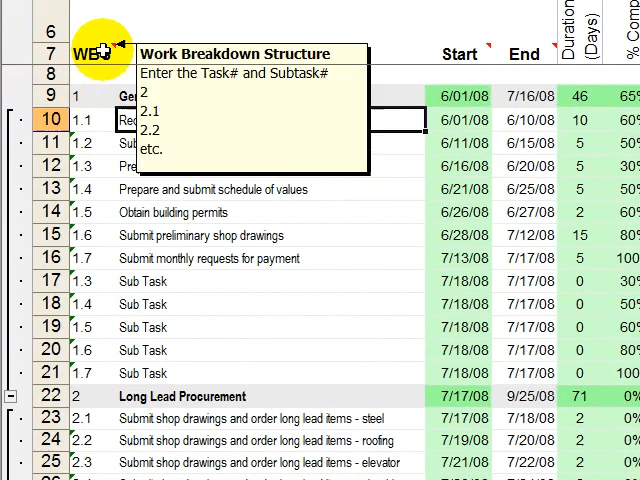 6
Duration (Days)
% Comp
7 WBS Start End
Work Breakdown Structure
Enter the Task# and Subtask#
2
2.1
2.2
etc.
8
9 1 Ge 6/01/08 7/16/08 46 65%
10 1.1 Rec 6/01/08 6/10/08 10 60%
11 1.2 Sub 6/11/08 6/15/08 5 50%
12 1.3 Pre 6/16/08 6/20/08 5 30%
13 1.4 Prepare and submit schedule of values 6/21/08 6/25/08 5 50%
14 1.5 Obtain building permits 6/26/08 6/27/08 2 60%
15 1.6 Submit preliminary shop drawings 6/28/08 7/12/08 15 80%
16 1.7 Submit monthly requests for payment 7/13/08 7/17/08 5 100
17 1.3 Sub Task 7/18/08 7/18/08 0 30%
18 1.4 Sub Task 7/18/08 7/18/08 0 50%
19 1.5 Sub Task 7/18/08 7/18/08 0 60%
20 1.6 Sub Task 7/18/08 7/18/08 0 80%
21 1.7 Sub Task 7/18/08 7/18/08 0 100
22 2 Long Lead Procurement 7/17/08 9/25/08 71 0%
23 2.1 Submit shop drawings and order long lead items - steel 7/17/08 7/18/08 2 0%
24 2.2 Submit shop drawings and order long lead items - roofing 7/19/08 7/20/08 2 0%
25 2.3 Submit shop drawings and order long lead items - elevator 7/21/08 7/22/08 2 0%